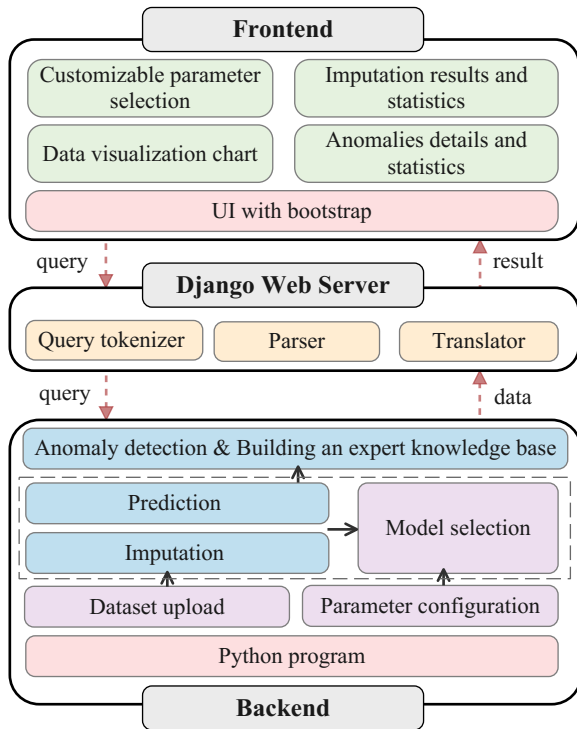 Frontend
Customizable parameter
selection
Imputation results and
statistics
Data visualization chart
Anomalies details and
statistics
UI with bootstrap
query
result
Django Web Server
Query tokenizer
Parser
Translator
query
data
Anomaly detection & Building an expert knowledge base
Prediction
Imputation
Model selection
Dataset upload
Parameter configuration
Python program
Backend